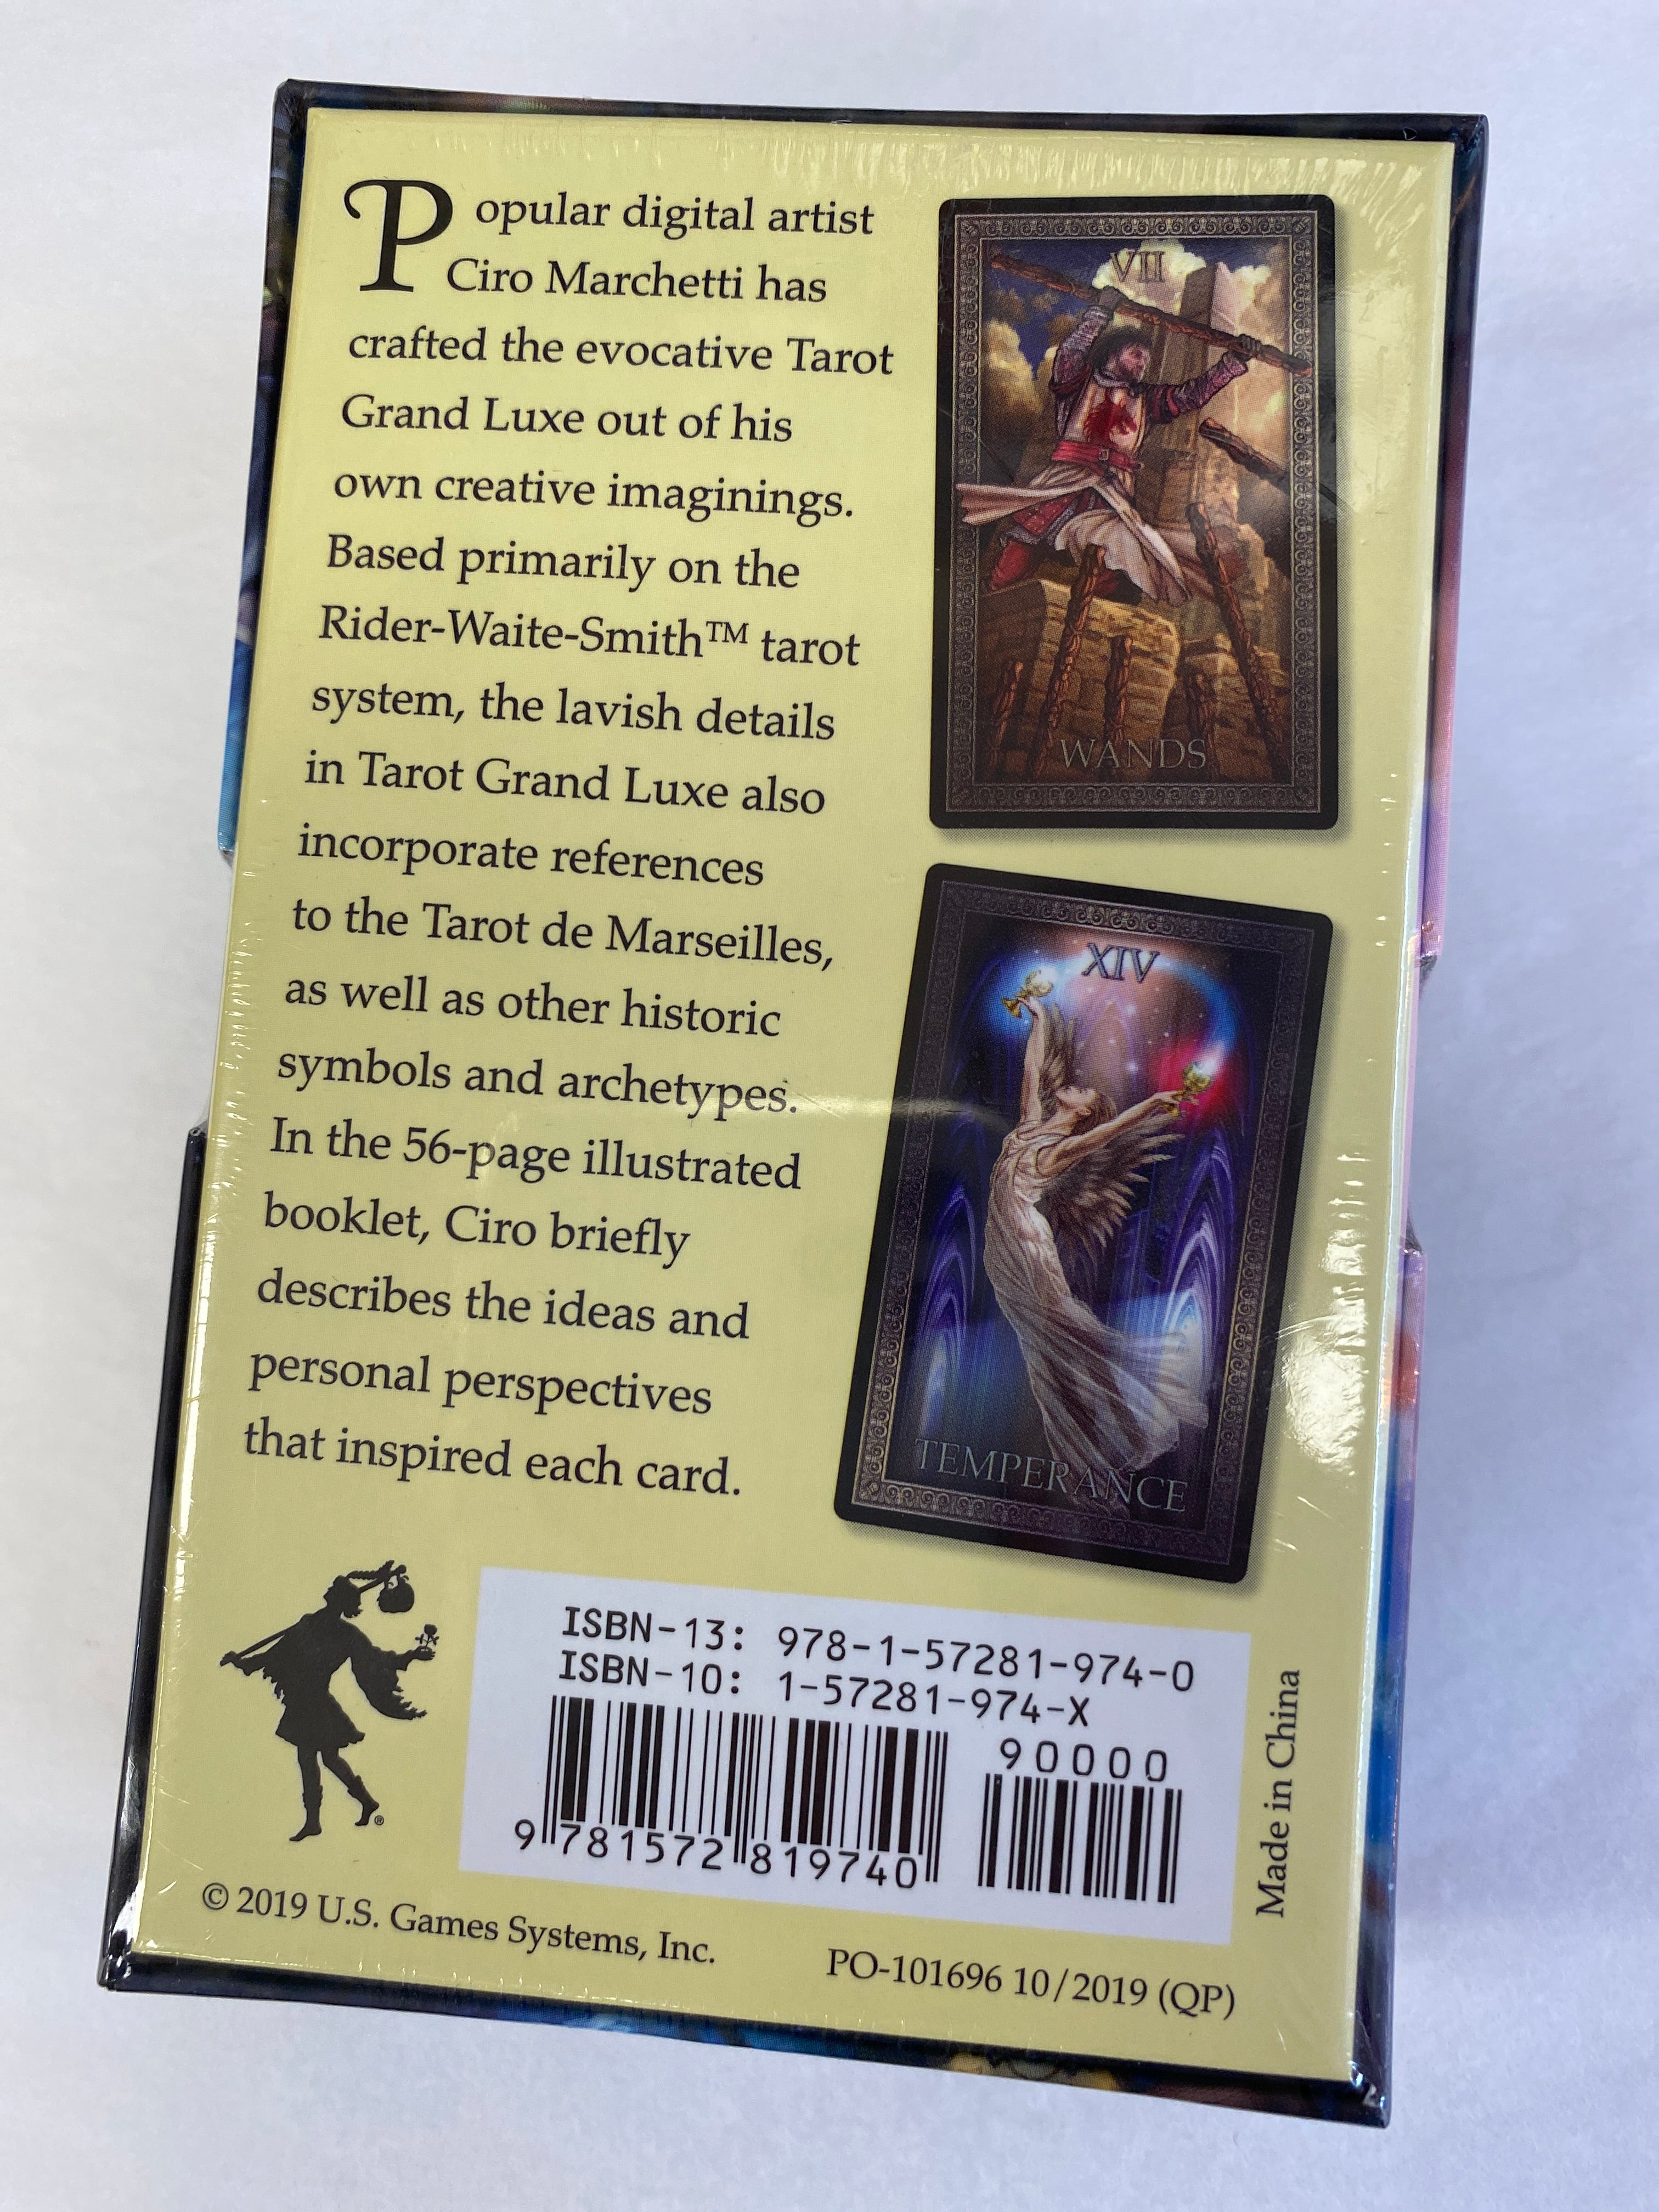 Popular digital artist
Ciro Marchetti has
crafted the evocative Tarot
Grand Luxe out of his
own creative imaginings.
Based primarily on the
Rider-Waite-Smith™ tarot
system, the lavish details
in Tarot Grand Luxe also
incorporate references
to the Tarot de Marseilles,
as well as other historic
symbols and archetypes.
In the 56-page illustrated
booklet, Ciro briefly
describes the ideas and
personal perspectives
that inspired each card.
VII
WANDS
XIV
TEMPERANCE
®
ISBN-13: 978-1-57281-974-0
ISBN-10: 1-57281-974-X
90000
9 781572 819740
Made in China
© 2019 U.S. Games Systems, Inc.
PO-101696 10/2019 (QP)